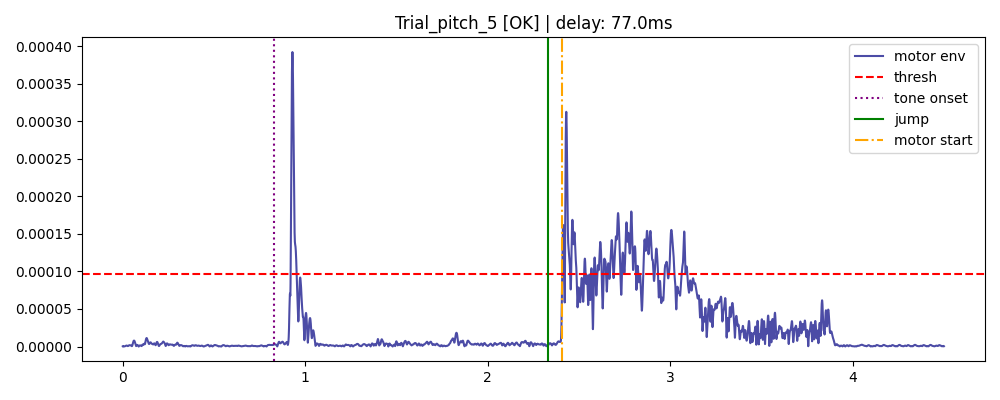 Trial_pitch_5 [OK] | delay: 77.0ms
0.00040
0.00035
0.00030
0.00025
0.00020
0.00015
0.00010
0.00005
0.00000
motor env
thresh
tone onset
jump
motor start
0 1 2 3 4